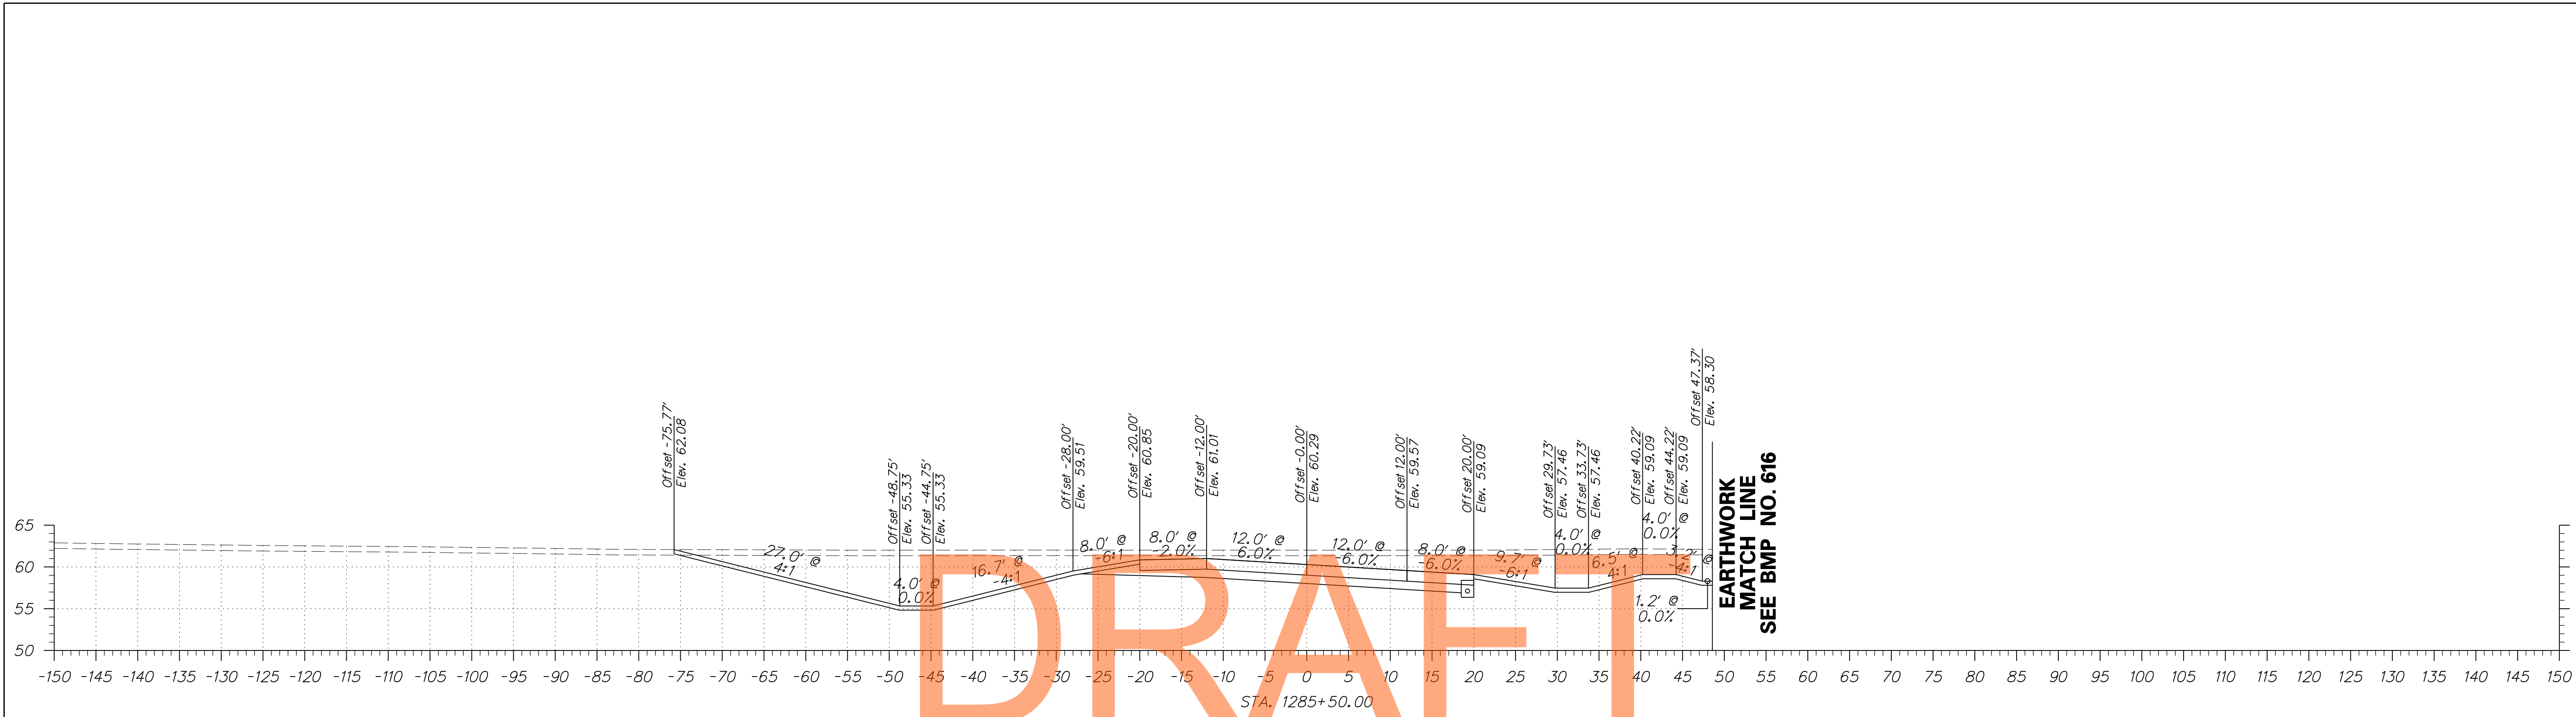 Offset -75.77'
Elev. 62.08
Offset -48.75'
Elev. 55.33
Offset -44.75'
Elev. 55.33
Offset -28.00'
Elev. 59.51
Offset -20.00'
Elev. 60.85
Offset -12.00'
Elev. 61.01
Offset -0.00'
Elev. 60.29
Offset 12.00'
Elev. 59.57
Offset 20.00'
Elev. 59.09
Offset 29.73'
Elev. 57.46
Offset 33.73'
Elev. 57.46
Offset 40.22'
Elev. 59.09
Offset 44.22'
Elev. 59.09
Offset 47.37'
Elev. 58.30
EARTHWORK
MATCH LINE
SEE BMP NO. 616
27.0' @
4:1
4.0' @
0.0%
16.7' @
-4:1
8.0' @
-6:1
8.0' @
-2.0%
12.0' @
6.0%
12.0' @
-6.0%
8.0' @
-6.0%
9.7' @
-6:1
4.0' @
0.0%
6.5' @
4:1
4.0' @
0.0%
3.2' @
-4:1
1.2' @
0.0%
65
60
55
50
-150 -145 -140 -135 -130 -125 -120 -115 -110 -105 -100 -95 -90 -85 -80 -75 -70 -65 -60 -55 -50 -45 -40 -35 -30 -25 -20 -15 -10 -5 0 5 10 15 20 25 30 35 40 45 50 55 60 65 70 75 80 85 90 95 100 105 110 115 120 125 130 135 140 145 150
STA. 1285+50.00
DRAFT